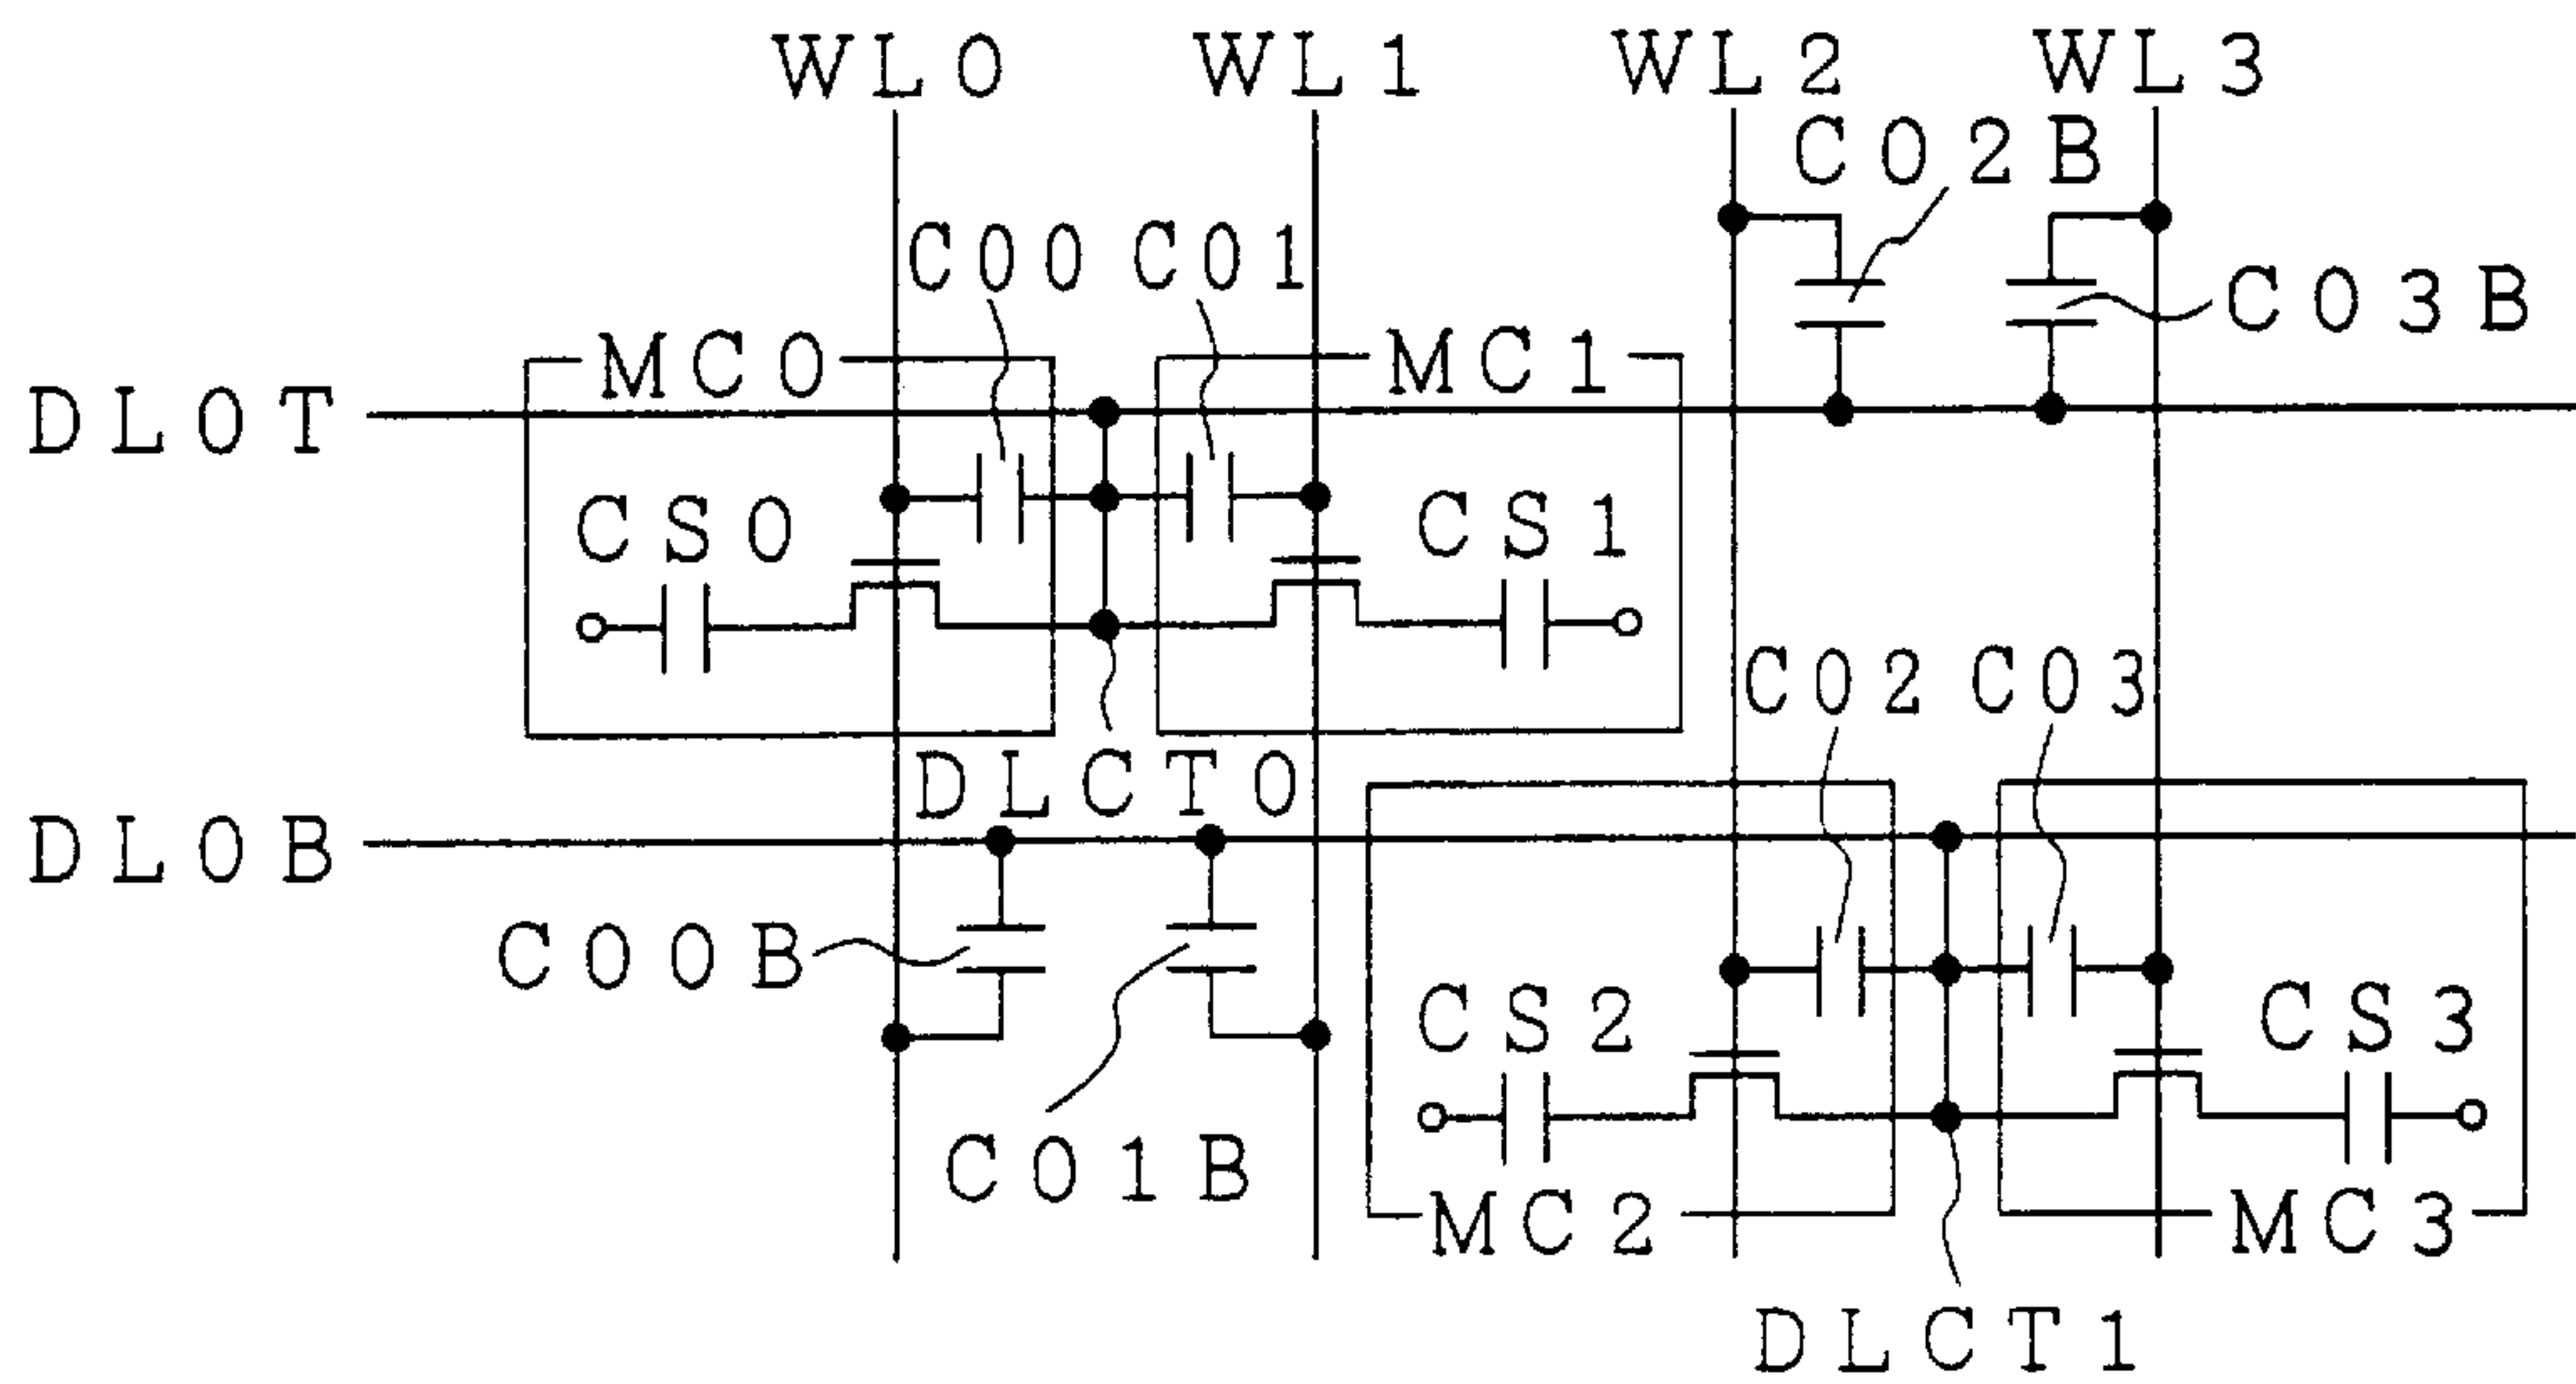 WL0 WL1 WL2 WL3
C02B
C00 C01
C03B
MC0 MC1
DL0T
CS0 CS1
C02 C03
DLCT0
DL0B
C00B
CS2 CS3
C01B
MC2 MC3
DLCT1